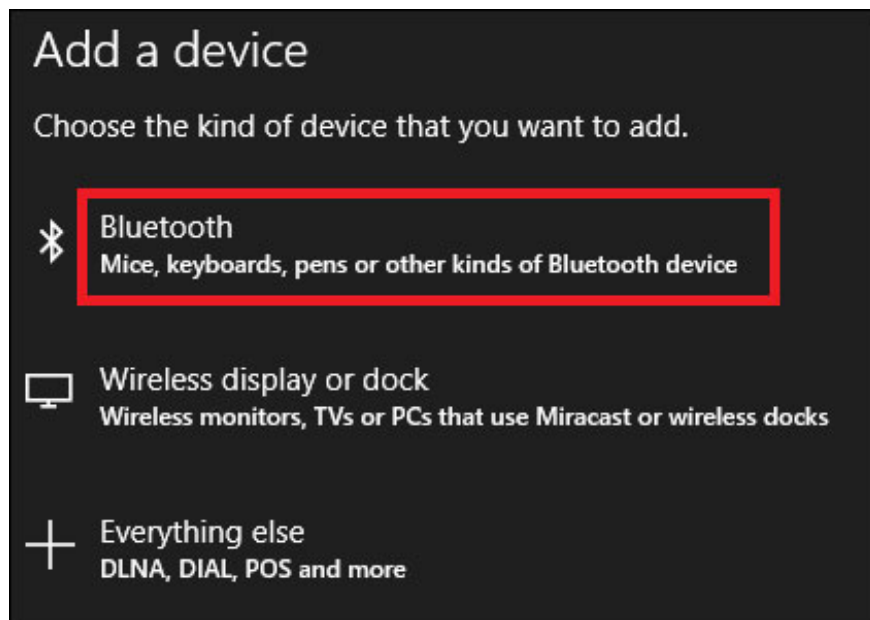 Add a device
Choose the kind of device that you want to add.
Bluetooth
Mice, keyboards, pens or other kinds of Bluetooth device
Wireless display or dock
Wireless monitors, TVs or PCs that use Miracast or wireless docks
Everything else
DLNA, DIAL, POS and more